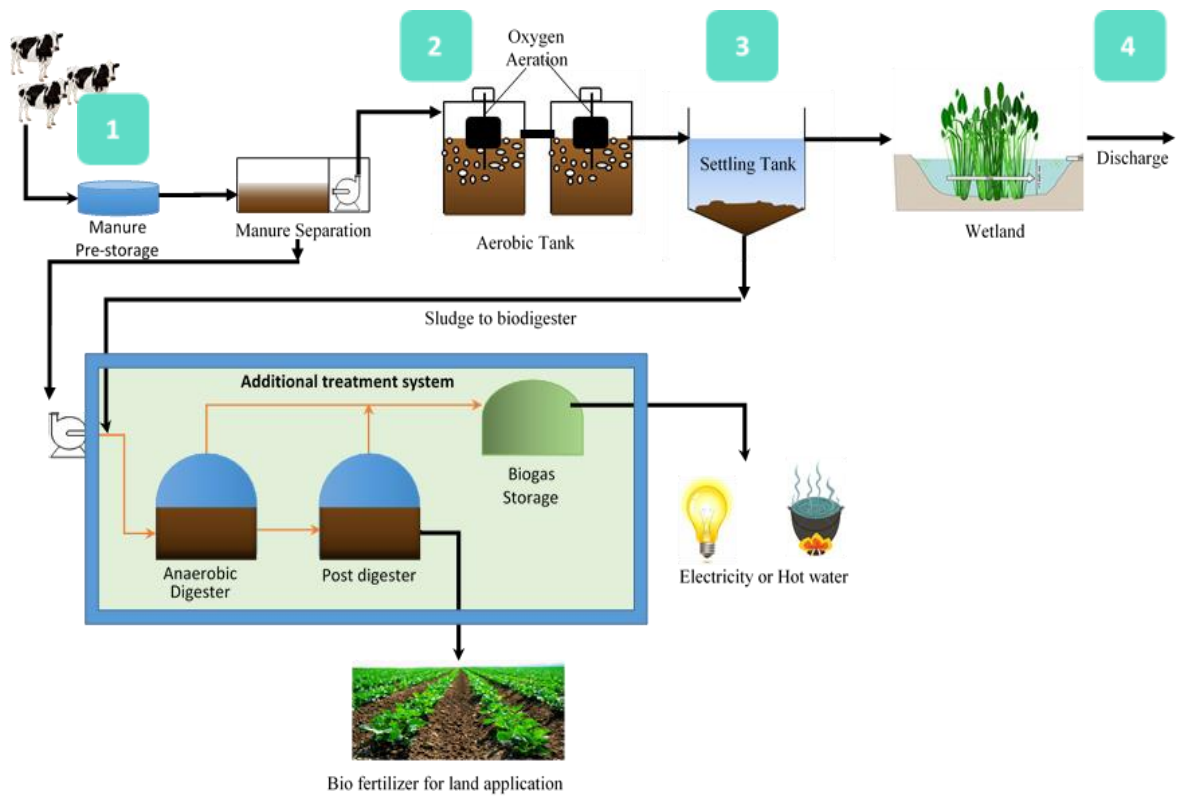 1
2
Oxygen
Aeration
3
4
Manure
Pre-storage
Manure Separation
Aerobic Tank
Settling Tank
Wetland
Discharge
Sludge to biodigester
Additional treatment system
Anaerobic
Digester
Post digester
Biogas
Storage
Electricity or Hot water
Bio fertilizer for land application